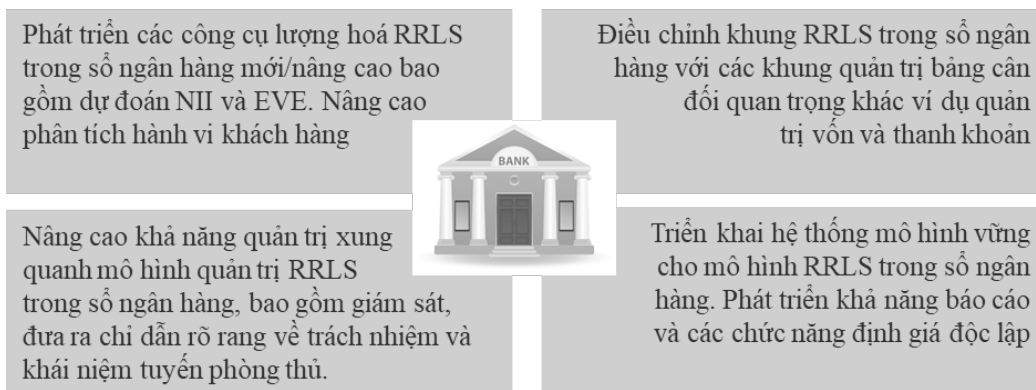 Phát triển các công cụ lượng hoá RRLS
trong sổ ngân hàng mới/nâng cao bao
gồm dự đoán NII và EVE. Nâng cao
phân tích hành vi khách hàng
Điều chỉnh khung RRLS trong sổ ngân
hàng với các khung quản trị bảng cân
đối quan trọng khác ví dụ quản
trị vốn và thanh khoản
BANK
Nâng cao khả năng quản trị xung
quanh mô hình quản trị RRLS
trong sổ ngân hàng, bao gồm giám sát,
đưa ra chỉ dẫn rõ rang về trách nhiệm và
khái niệm tuyến phòng thủ.
Triển khai hệ thống mô hình vững
cho mô hình RRLS trong sổ ngân
hàng. Phát triển khả năng báo cáo
và các chức năng định giá độc lập